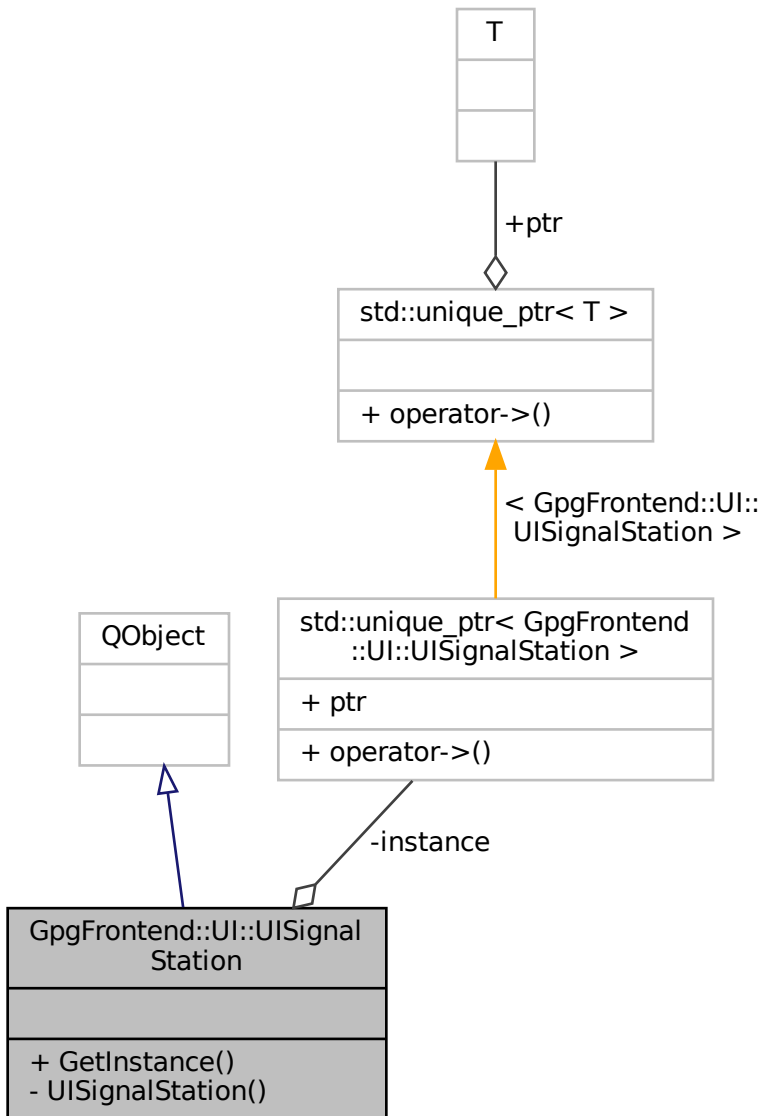 T
+ptr
std::unique_ptr< T >
+ operator->()
< GpgFrontend::UI::
UISignalStation >
QObject
std::unique_ptr< GpgFrontend
::UI::UISignalStation >
+ ptr
+ operator->()
-instance
GpgFrontend::UI::UISignal
Station
+ GetInstance()
- UISignalStation()